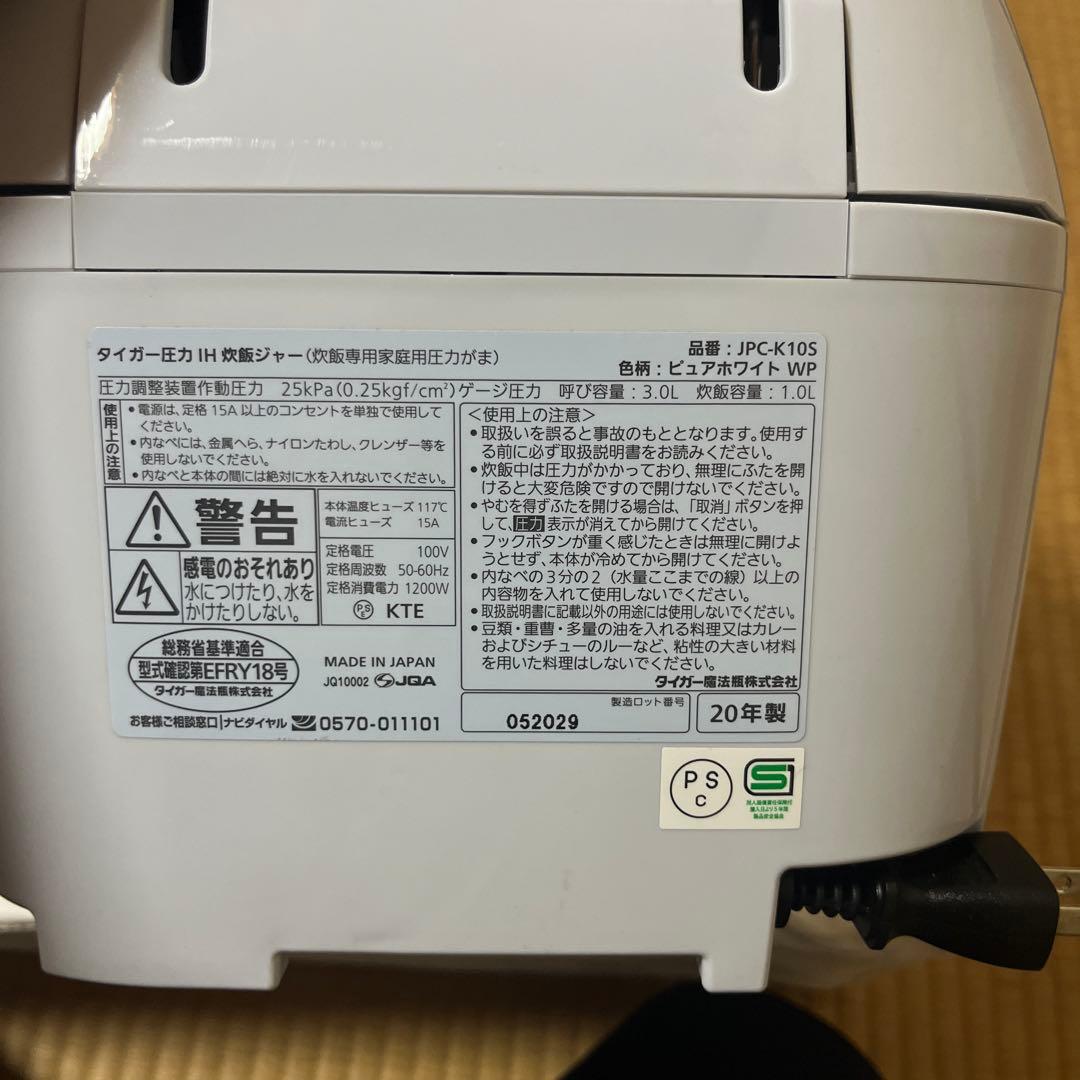 タイガー圧力IH 炊飯ジャー(炊飯専用家庭用圧力がま)
品番:JPC-K10S
色柄:ピュアホワイト WP
圧力調整装置作動圧力 25kPa(0.25kgf/cm²)ゲージ圧力 呼び容量:3.0L 炊飯容量:1.0L
使用上の注意
•電源は、定格15A以上のコンセントを単独で使用して
ください。
•内なべには、金属へら、ナイロンたわし、クレンザー等を
使用しないでください。
•内なべと本体の間には絶対に水を入れないでください。
警告
感電のおそれあり
水につけたり、水を
かけたりしない。
本体温度ヒューズ 117℃
電流ヒューズ 15A
定格電圧 100V
定格周波数 50-60Hz
定格消費電力 1200W
PS
E KTE
総務省基準適合
型式確認第EFRY18号
タイガー魔法瓶株式会社
MADE IN JAPAN
JQ10002 JQA
お客様ご相談窓口 ナビダイヤル 0570-011101
<使用上の注意>
•取扱いを誤ると事故のもととなります。使用す
る前に必ず取扱説明書をお読みください。
•炊飯中は圧力がかかっており、無理にふたを開
けると大変危険ですので開けないでください。
•やむを得ずふたを開ける場合は、「取消」ボタンを押
して、圧力表示が消えてから開けてください。
•フックボタンが重く感じたときは無理に開けよ
うとせず、本体が冷めてから開けてください。
•内なべの3分の2(水量ここまでの線)以上の
内容物を入れて使用しないでください。
•取扱説明書に記載以外の用途には使用しないでください。
•豆類・重曹・多量の油を入れる料理又はカレー
およびシチューのルーなど、粘性の大きい材料
を用いた料理はしないでください。
タイガー魔法瓶株式会社
製造ロット番号
052029
20年製
PS
C
SG
対人賠償責任保険付
購入日より5年間
製品安全協会